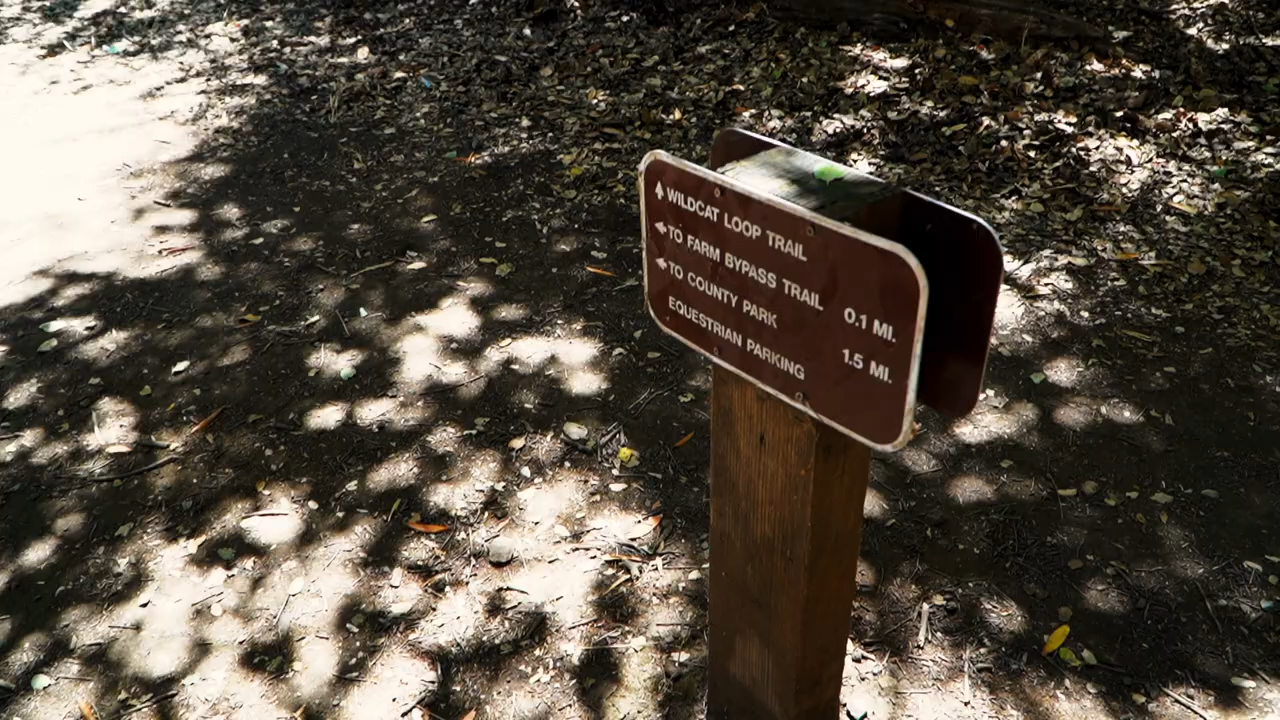 ↑ WILDCAT LOOP TRAIL
← TO FARM BYPASS TRAIL 0.1 MI.
← TO COUNTY PARK
EQUESTRIAN PARKING 1.5 MI.